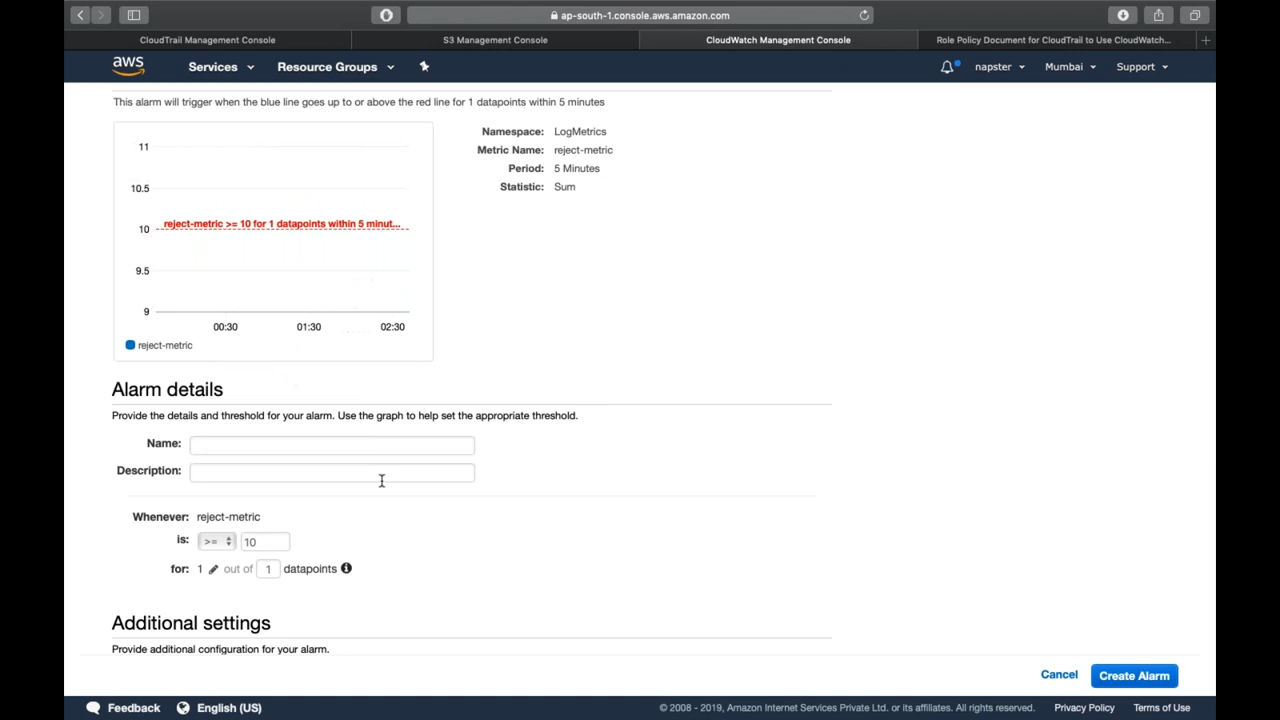 ap-south-1.console.aws.amazon.com
CloudTrail Management Console
S3 Management Console
CloudWatch Management Console
Role Policy Document for CloudTrail to Use CloudWatch...
aws
Services
Resource Groups
napster
Mumbai
Support
This alarm will trigger when the blue line goes up to or above the red line for 1 datapoints within 5 minutes
11
10.5
reject-metric >= 10 for 1 datapoints within 5 minut...
10
9.5
9
00:30 01:30 02:30
reject-metric
Namespace: LogMetrics
Metric Name: reject-metric
Period: 5 Minutes
Statistic: Sum
Alarm details
Provide the details and threshold for your alarm. Use the graph to help set the appropriate threshold.
Name:
Description:
Whenever: reject-metric
is: >= 10
for: 1 out of 1 datapoints
Additional settings
Provide additional configuration for your alarm.
Cancel
Create Alarm
Feedback
English (US)
© 2008 - 2019, Amazon Internet Services Private Ltd. or its affiliates. All rights reserved.
Privacy Policy
Terms of Use